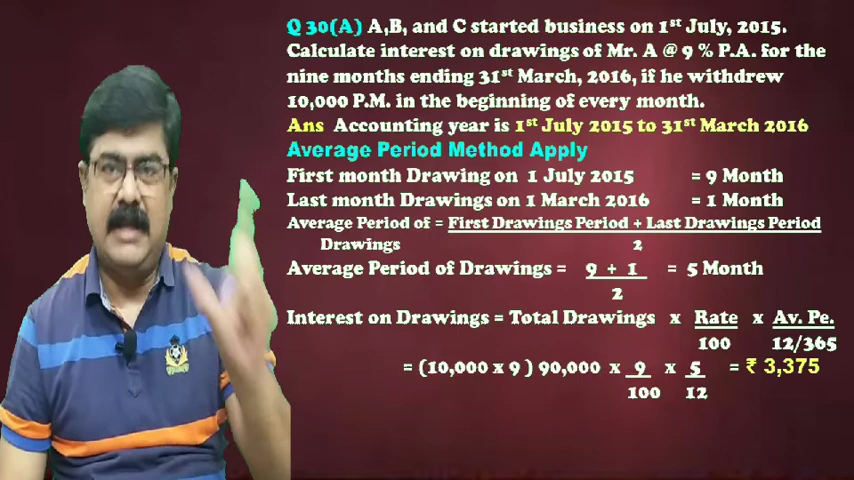 Q 30(A) A,B, and C started business on 1st July, 2015.
Calculate interest on drawings of Mr. A @ 9 % P.A. for the
nine months ending 31st March, 2016, if he withdrew
10,000 P.M. in the beginning of every month.
Ans Accounting year is 1st July 2015 to 31st March 2016
Average Period Method Apply
First month Drawing on 1 July 2015 = 9 Month
Last month Drawings on 1 March 2016 = 1 Month
Average Period of = First Drawings Period + Last Drawings Period
Drawings 2
Average Period of Drawings = 9 + 1 = 5 Month
2
Interest on Drawings = Total Drawings x Rate x Av. Pe.
100 12/365
= (10,000 x 9 ) 90,000 x 9 x 5 = ₹ 3,375
100 12